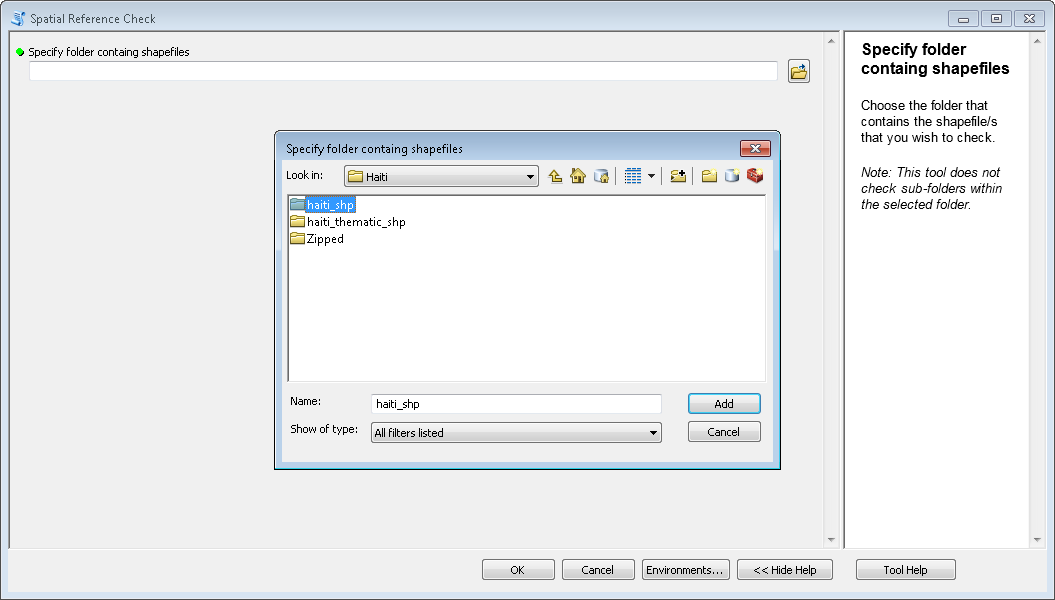 Spatial Reference Check
Specify folder containg shapefiles
Specify folder containg shapefiles
Look in:
Haiti
haiti_shp
haiti_thematic_shp
Zipped
Name:
haiti_shp
Add
Show of type:
All filters listed
Cancel
OK
Cancel
Environments...
<< Hide Help
Tool Help
Specify folder
containg shapefiles
Choose the folder that
contains the shapefile/s
that you wish to check.
Note: This tool does not
check sub-folders within
the selected folder.